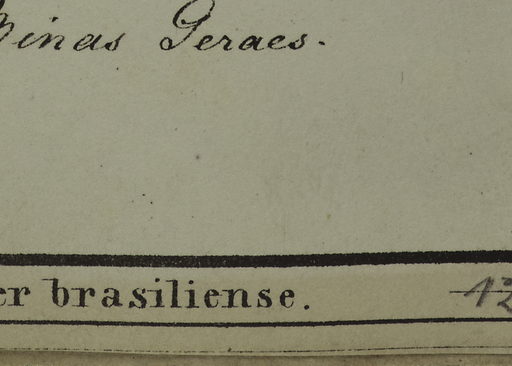 Minas Geraes.
er brasiliense.